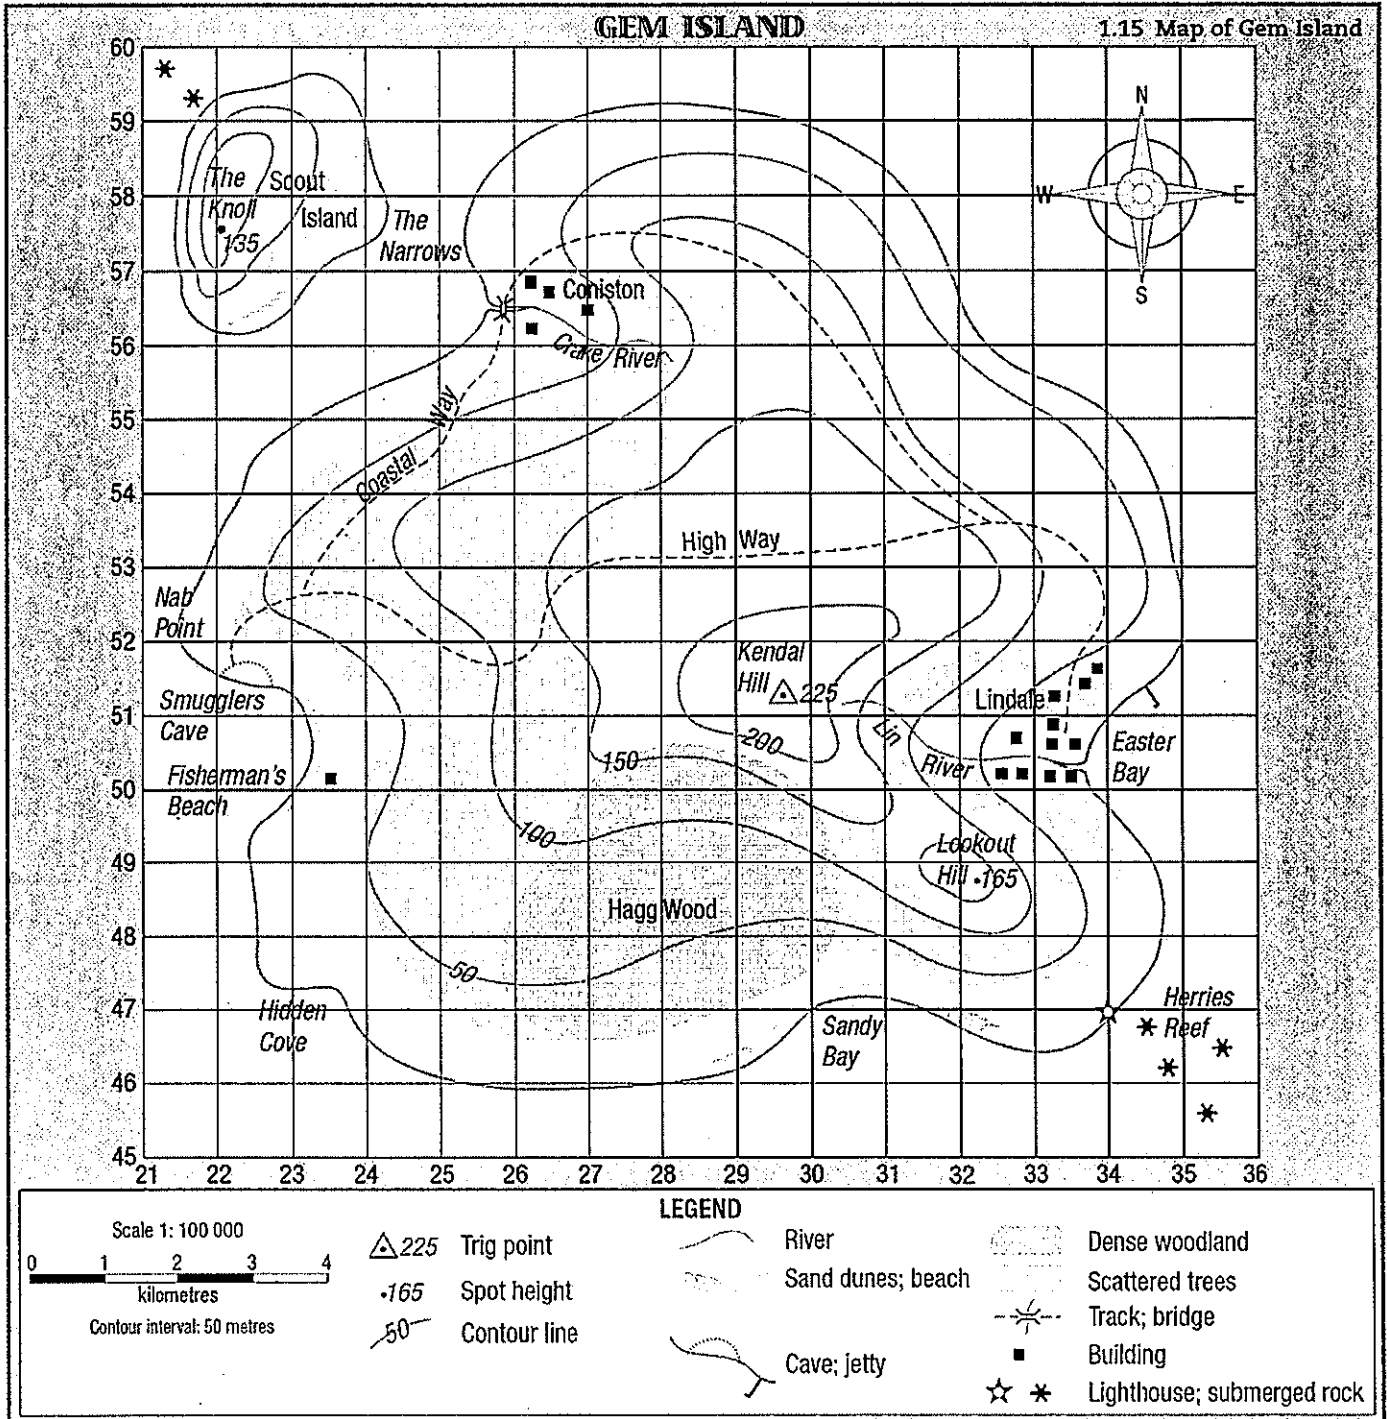 GEM ISLAND
1.15 Map of Gem Island
60
59
58
57
56
55
54
53
52
51
50
49
48
47
46
45
21 22 23 24 25 26 27 28 29 30 31 32 33 34 35 36
N
W
E
S
The
Knoll
135
Scout
Island
The
Narrows
Coniston
Crake River
Coastal Way
High Way
Nab
Point
Smugglers
Cave
Fisherman's
Beach
Kendal
Hill
225
200
150
100
50
Lin
River
Lindale
Easter
Bay
Lookout
Hill
165
Hagg Wood
Hidden
Cove
Sandy
Bay
Herries
Reef
LEGEND
Scale 1: 100 000
0 1 2 3 4
kilometres
Contour interval: 50 metres
225 Trig point
165 Spot height
50 Contour line
River
Sand dunes; beach
Cave; jetty
Dense woodland
Scattered trees
Track; bridge
Building
Lighthouse; submerged rock